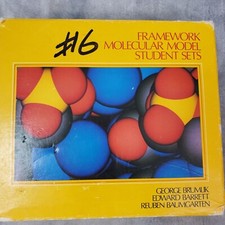 #6
FRAMEWORK
MOLECULAR MODEL
STUDENT SETS
GEORGE BRUMLIK
EDWARD BARRETT
REUBEN BAUMGARTEN